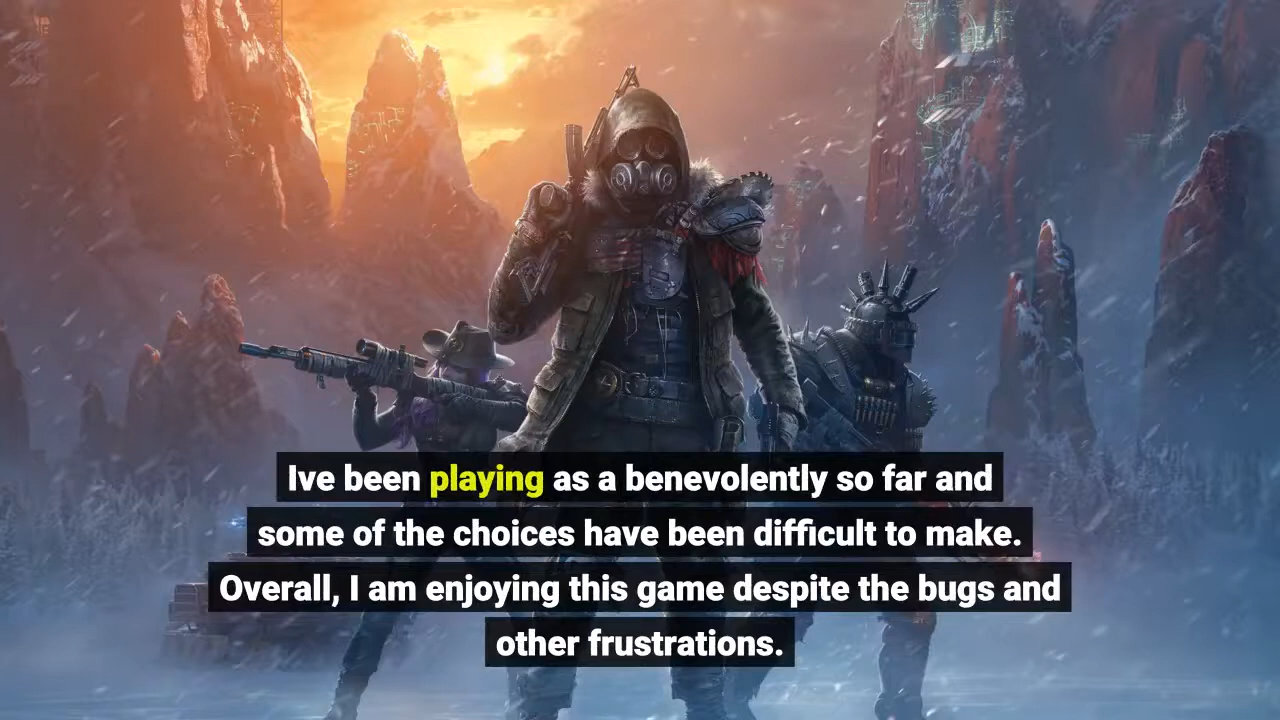 Ive been playing as a benevolently so far and
some of the choices have been difficult to make.
Overall, I am enjoying this game despite the bugs and
other frustrations.